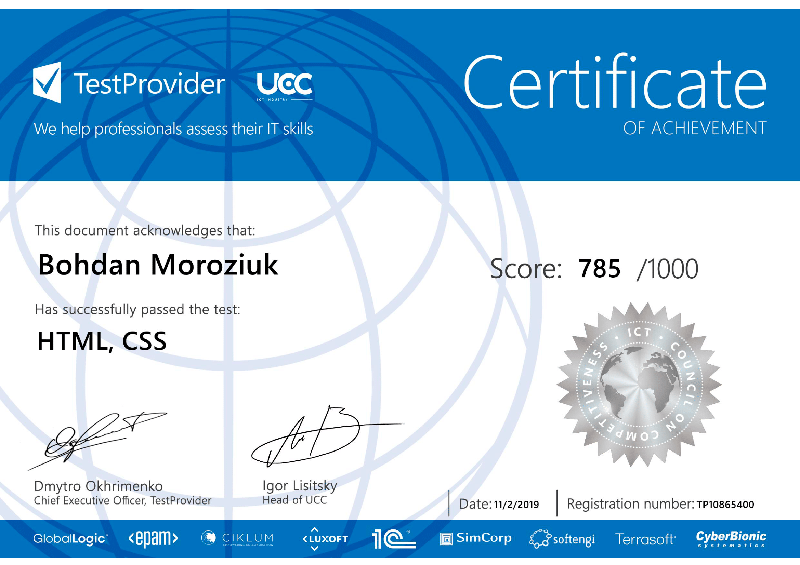 TestProvider
UCC
ICT INDUSTRY
We help professionals assess their IT skills
Certificate
OF ACHIEVEMENT
This document acknowledges that:
Bohdan Moroziuk
Has successfully passed the test:
HTML, CSS
Score: 785 /1000
ICT • COUNCIL ON COMPETITIVENESS •
Dmytro Okhrimenko
Chief Executive Officer, TestProvider
Igor Lisitsky
Head of UCC
Date: 11/2/2019
Registration number: TP10865400
GlobalLogic
<epam>
CIKLUM
LUXOFT
1C
SimCorp
softengi
Terrasoft
CyberBionic
systematics